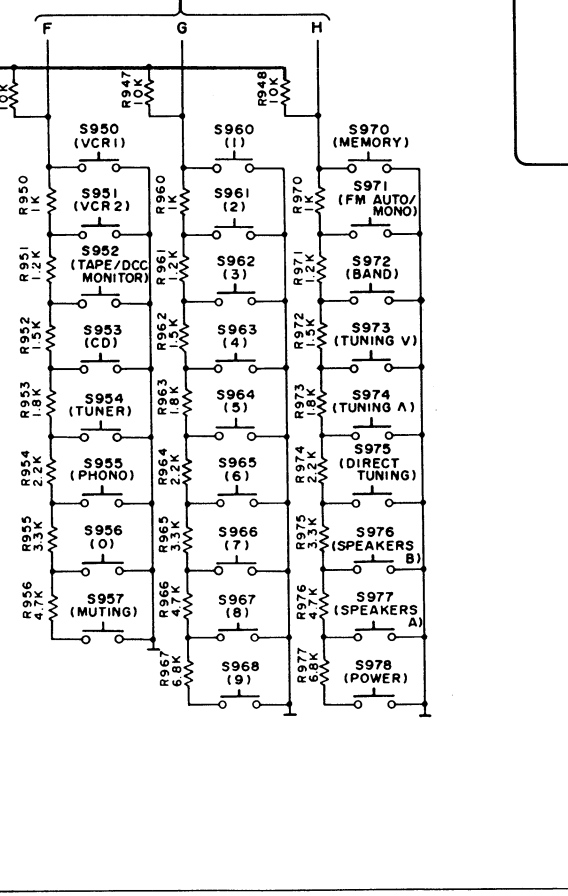 F
G
H
10K
R947
10K
R948
10K
S950
(VCR1)
S960
(1)
S970
(MEMORY)
R950
1K
S951
(VCR2)
R960
1K
S961
(2)
R970
1K
S971
(FM AUTO/
MONO)
R951
1.2K
S952
(TAPE/DCC
MONITOR)
R961
1.2K
S962
(3)
R971
1.2K
S972
(BAND)
R952
1.5K
S953
(CD)
R962
1.5K
S963
(4)
R972
1.5K
S973
(TUNING V)
R953
1.8K
S954
(TUNER)
R963
1.8K
S964
(5)
R973
1.8K
S974
(TUNING Λ)
R954
2.2K
S955
(PHONO)
R964
2.2K
S965
(6)
R974
2.2K
S975
(DIRECT
TUNING)
R955
3.3K
S956
(0)
R965
3.3K
S966
(7)
R975
3.3K
S976
(SPEAKERS
B)
R956
4.7K
S957
(MUTING)
R966
4.7K
S967
(8)
R976
4.7K
S977
(SPEAKERS
A)
R967
6.8K
S968
(9)
R977
6.8K
S978
(POWER)